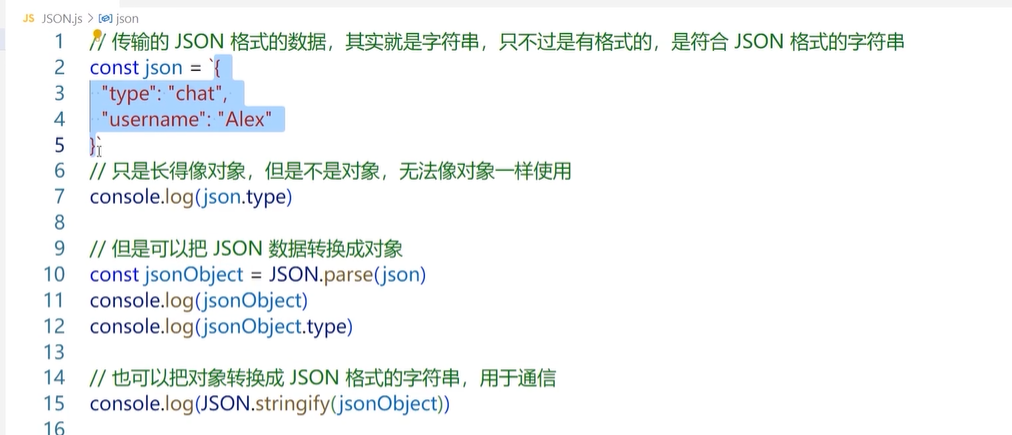 JS JSON.js > json
1 // 传输的 JSON 格式的数据，其实就是字符串，只不过是有格式的，是符合 JSON 格式的字符串
2 const json = `{
3 "type": "chat",
4 "username": "Alex"
5 }`
6 // 只是长得像对象，但是不是对象，无法像对象一样使用
7 console.log(json.type)
8
9 // 但是可以把 JSON 数据转换成对象
10 const jsonObject = JSON.parse(json)
11 console.log(jsonObject)
12 console.log(jsonObject.type)
13
14 // 也可以把对象转换成 JSON 格式的字符串，用于通信
15 console.log(JSON.stringify(jsonObject))
16